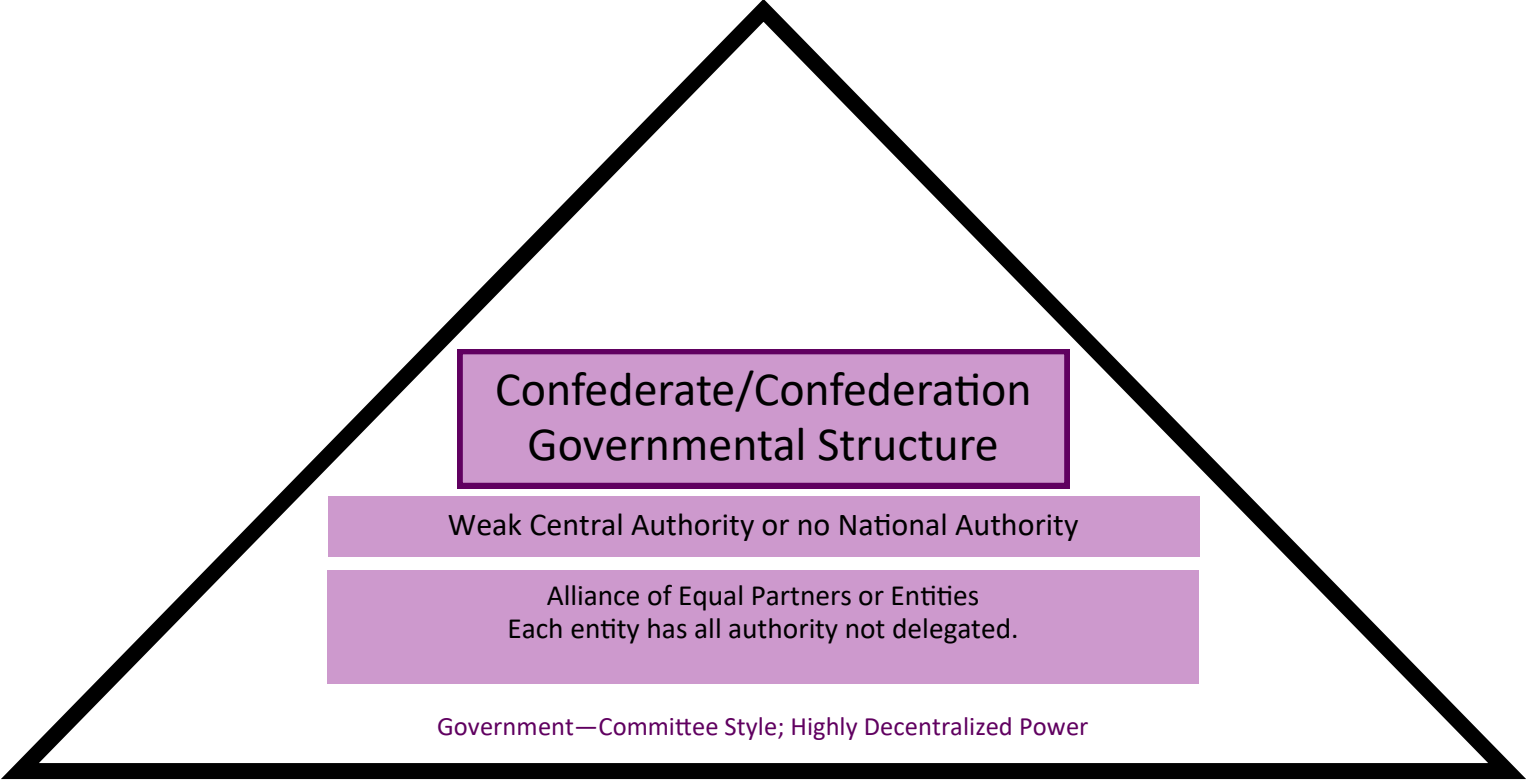 Confederate/Confederation
Governmental Structure
Weak Central Authority or no National Authority
Alliance of Equal Partners or Entities
Each entity has all authority not delegated.
Government—Committee Style; Highly Decentralized Power